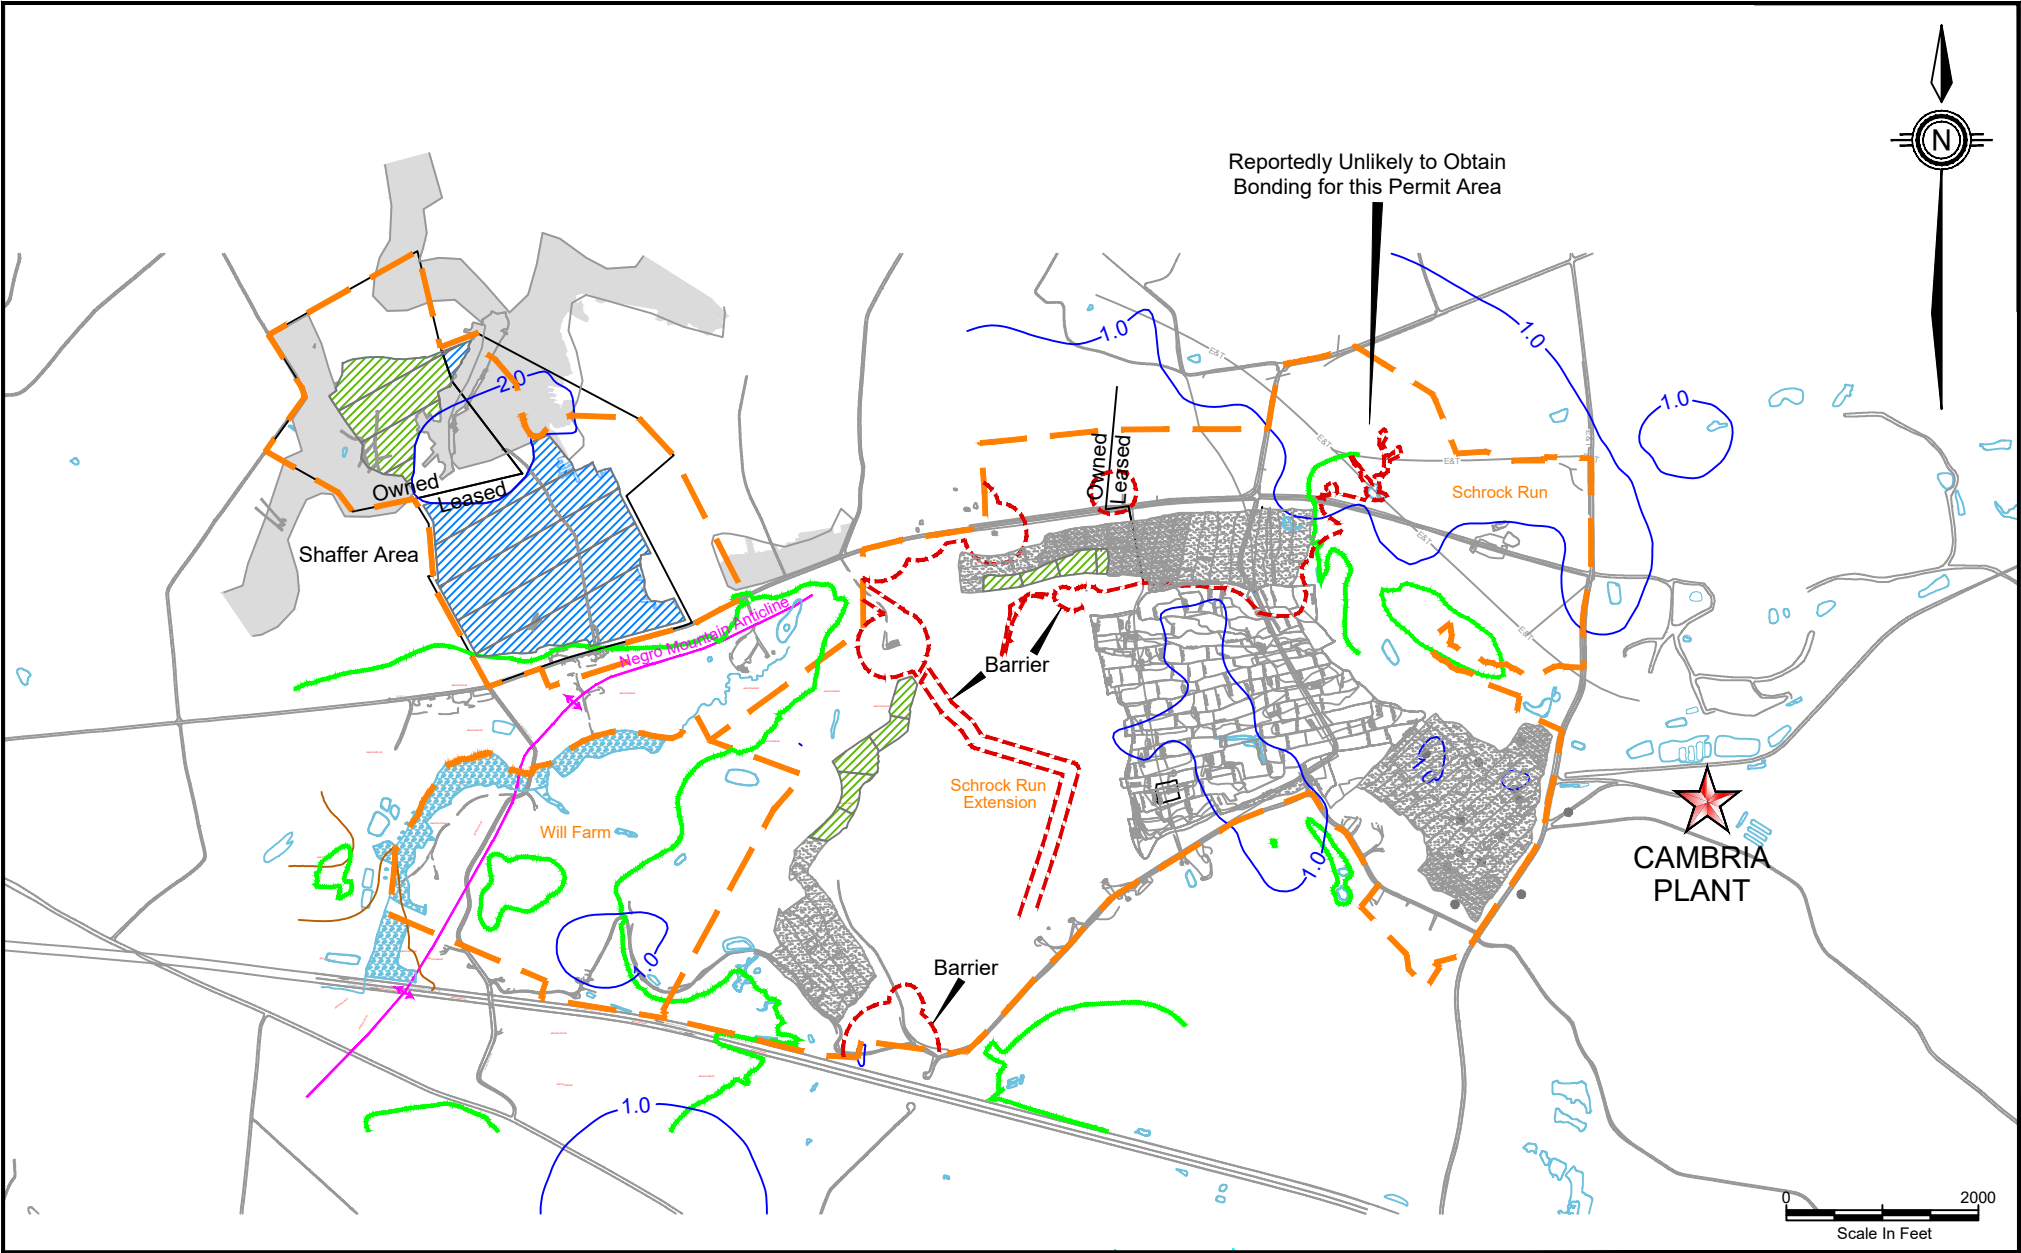 N
Reportedly Unlikely to Obtain
Bonding for this Permit Area
1.0
1.0
E&T
2.0
1.0
Owned
Leased
E&T
E&T
E&T
Schrock Run
Owned
Leased
E&T
Shaffer Area
Negro Mountain Anticline
E&T
Barrier
1.0
Schrock Run
Extension
Will Farm
CAMBRIA
PLANT
1.0
1.0
Barrier
1.0
0 2000
Scale In Feet